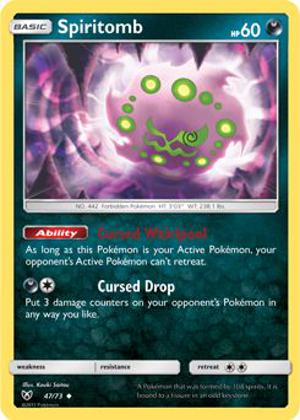 BASIC Spiritomb HP60
NO. 442 Forbidden Pokémon HT: 3'03" WT: 238.1 lbs.
Ability Cursed Whirlpool
As long as this Pokémon is your Active Pokémon, your
opponent's Active Pokémon can't retreat.
Cursed Drop
Put 3 damage counters on your opponent's Pokémon in
any way you like.
weakness resistance retreat
Illus. Kouki Saitou
47/73
A Pokémon that was formed by 108 spirits. It is
bound to a fissure in an odd keystone.